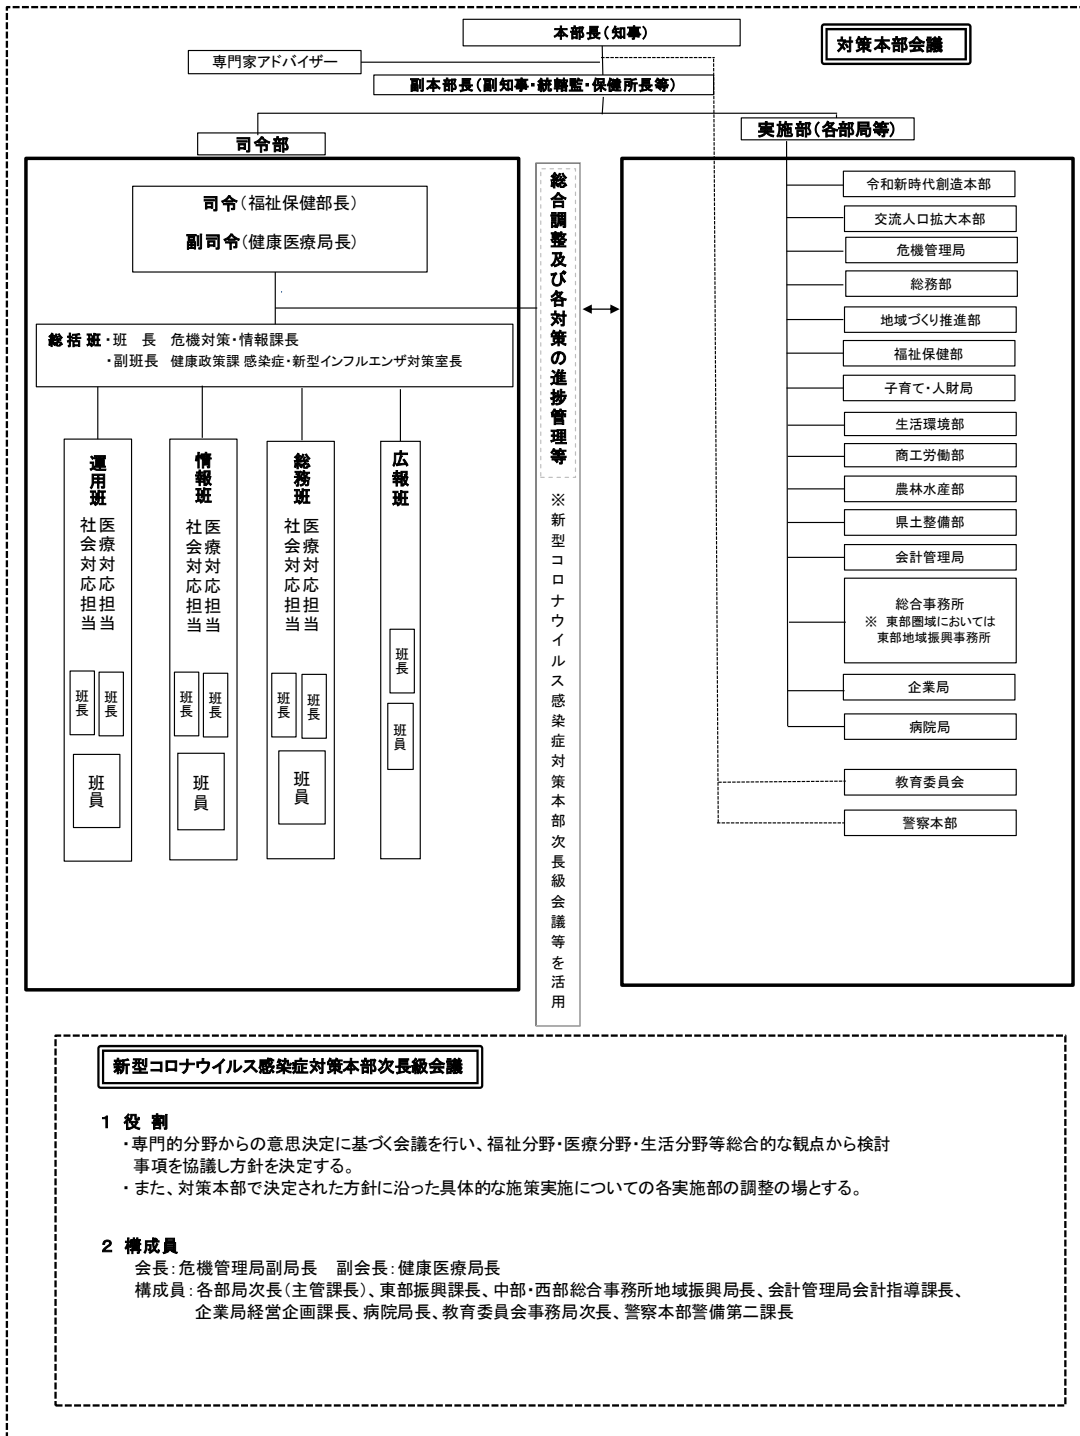 本部長(知事)
対策本部会議
専門家アドバイザー
副本部長(副知事・統轄監・保健所長等)
司令部
実施部(各部局等)
司令(福祉保健部長)
副司令(健康医療局長)
総括班・班 長 危機対策・情報課長
・副班長 健康政策課 感染症・新型インフルエンザ対策室長
運用班
医療対応担当
社会対応担当
班長
班長
班員
情報班
医療対応担当
社会対応担当
班長
班長
班員
総務班
医療対応担当
社会対応担当
班長
班長
班員
広報班
班長
班員
総合調整及び各対策の進捗管理等
※新型コロナウイルス感染症対策本部次長級会議等を活用
令和新時代創造本部
交流人口拡大本部
危機管理局
総務部
地域づくり推進部
福祉保健部
子育て・人財局
生活環境部
商工労働部
農林水産部
県土整備部
会計管理局
総合事務所
※ 東部圏域においては
東部地域振興事務所
企業局
病院局
教育委員会
警察本部
新型コロナウイルス感染症対策本部次長級会議
1 役 割
・専門的分野からの意思決定に基づく会議を行い、福祉分野・医療分野・生活分野等総合的な観点から検討
事項を協議し方針を決定する。
・また、対策本部で決定された方針に沿った具体的な施策実施についての各実施部の調整の場とする。
2 構成員
会長:危機管理局副局長 副会長:健康医療局長
構成員:各部局次長(主管課長)、東部振興課長、中部・西部総合事務所地域振興局長、会計管理局会計指導課長、
企業局経営企画課長、病院局長、教育委員会事務局次長、警察本部警備第二課長